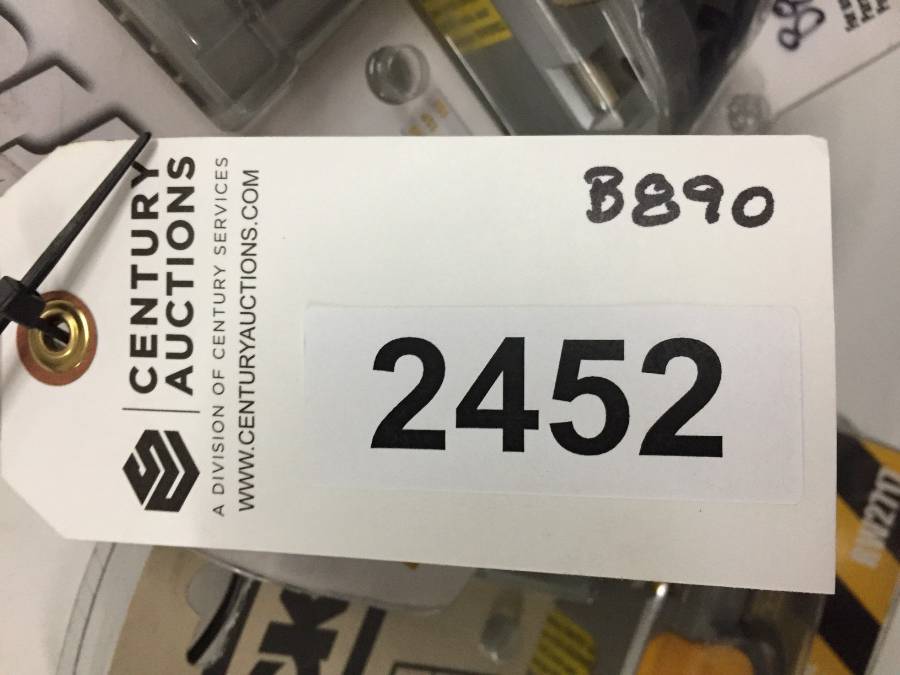 CENTURY
AUCTIONS
A DIVISION OF CENTURY SERVICES
WWW.CENTURYAUCTIONS.COM
B890
2452